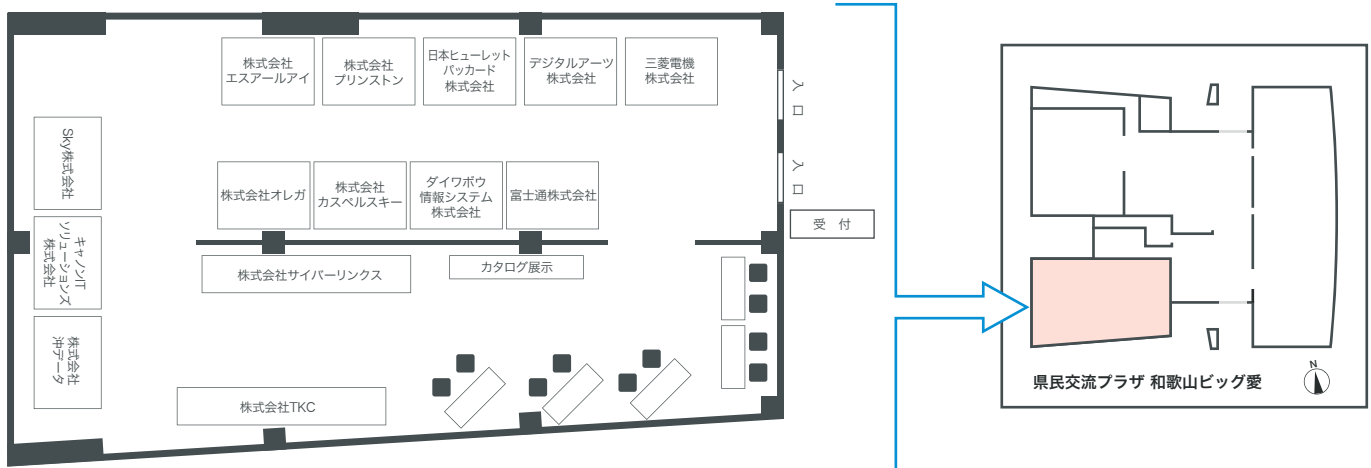 株式会社
エスアールアイ
株式会社
プリンストン
日本ヒューレット
パッカード
株式会社
デジタルアーツ
株式会社
三菱電機
株式会社
入口
Sky株式会社
株式会社オレガ
株式会社
カスペルスキー
ダイワボウ
情報システム
株式会社
富士通株式会社
入口
受 付
キヤノンIT
ソリューションズ
株式会社
株式会社サイバーリンクス
カタログ展示
株式会社
沖データ
株式会社TKC
県民交流プラザ 和歌山ビッグ愛
N